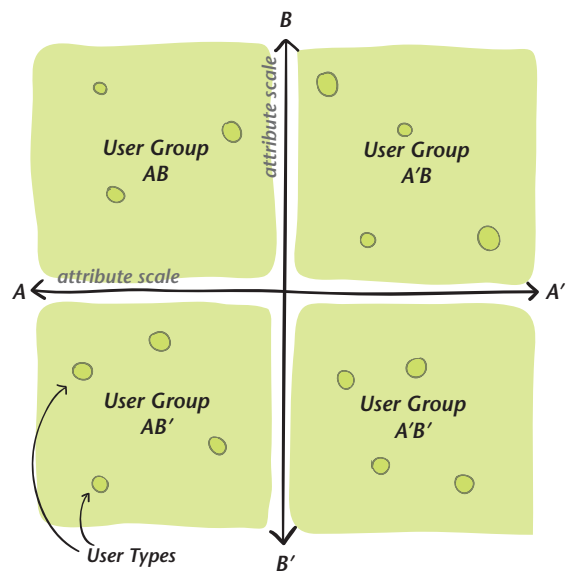 B
attribute scale
User Group
AB
User Group
A′B
attribute scale
A
A′
User Group
AB′
User Group
A′B′
User Types
B′